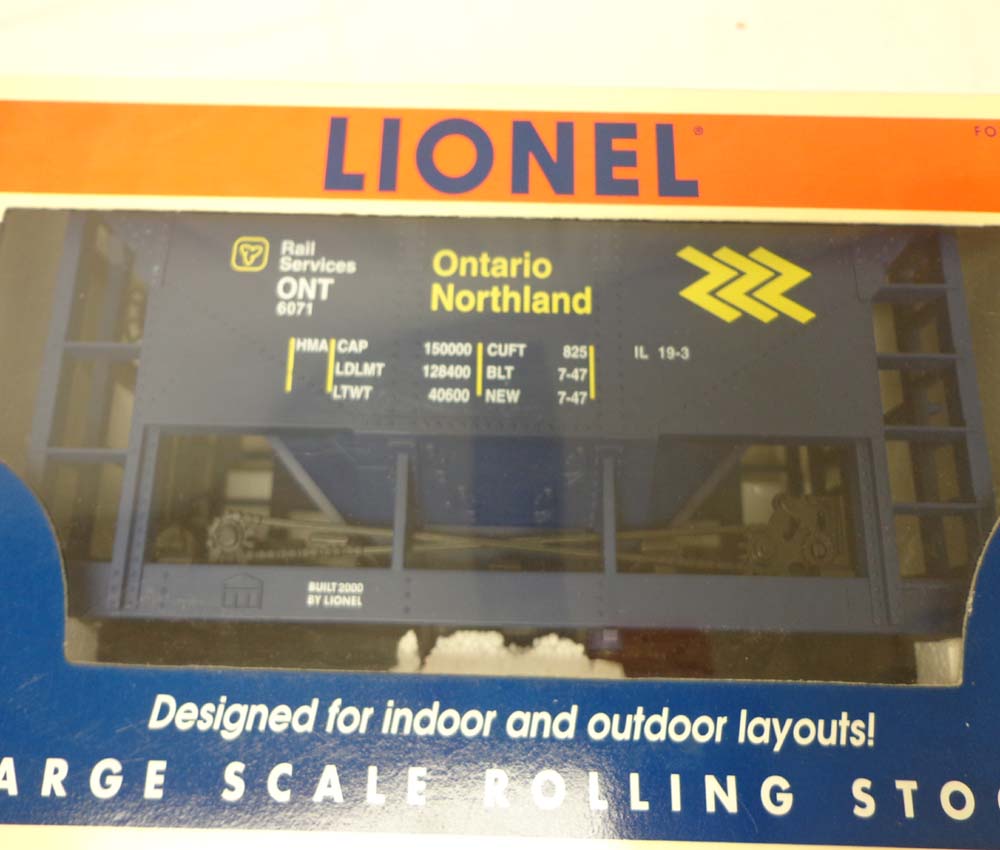 LIONEL®
FO
Rail
Services
ONT
6071
Ontario
Northland
HMA CAP 150000 CUFT 825
LDLMT 128400 BLT 7-47
LTWT 40600 NEW 7-47
IL 19-3
BUILT 2000
BY LIONEL
Designed for indoor and outdoor layouts!
ARGE SCALE ROLLING STO